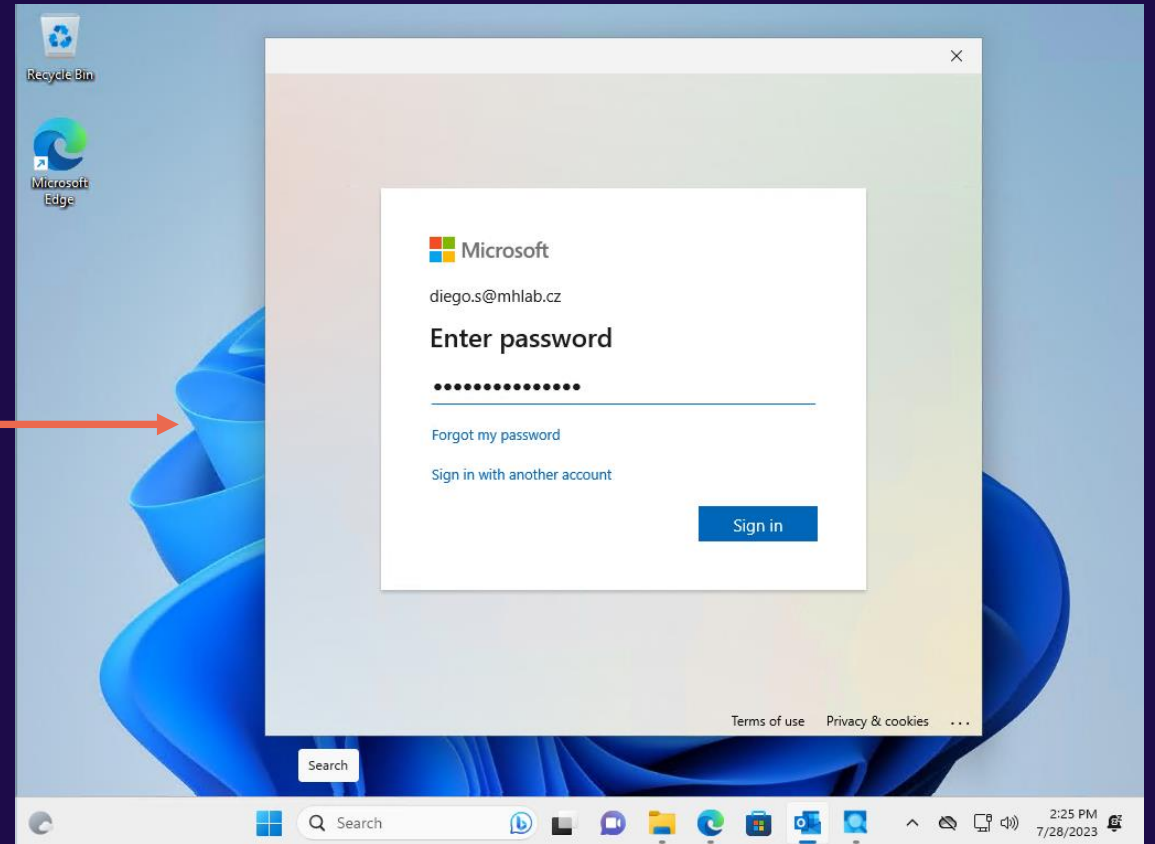 Recycle Bin
Microsoft
Edge
Microsoft
diego.s@mhlab.cz
Enter password
•••••••••••••••
Forgot my password
Sign in with another account
Sign in
Terms of use Privacy & cookies ...
Search
Search
2:25 PM
7/28/2023